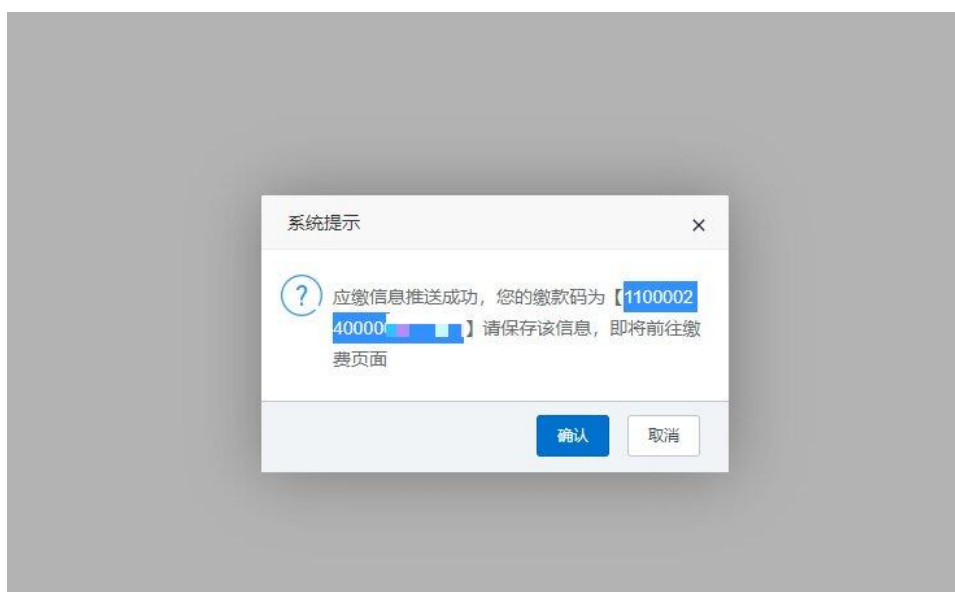 系统提示
×
应缴信息推送成功，您的缴款码为【1100002
40000
】请保存该信息，即将前往缴
费页面
确认
取消